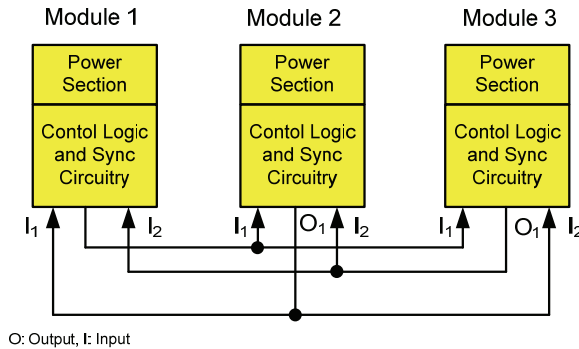 Module 1 Module 2 Module 3
Power Section
Power Section
Power Section
Contol Logic and Sync Circuitry
Contol Logic and Sync Circuitry
Contol Logic and Sync Circuitry
I₁ I₂ I₁ O₁ I₂ I₁ O₁ I₂
O: Output, I: Input